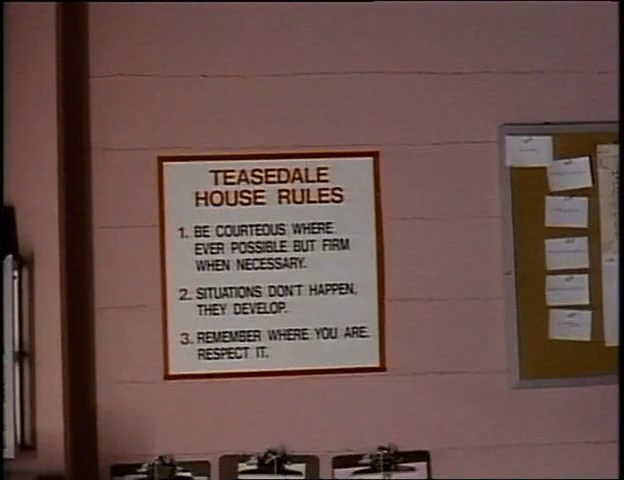 TEASEDALE
HOUSE RULES
1. BE COURTEOUS WHERE
EVER POSSIBLE BUT FIRM
WHEN NECESSARY.
2. SITUATIONS DON'T HAPPEN,
THEY DEVELOP.
3. REMEMBER WHERE YOU ARE.
RESPECT IT.